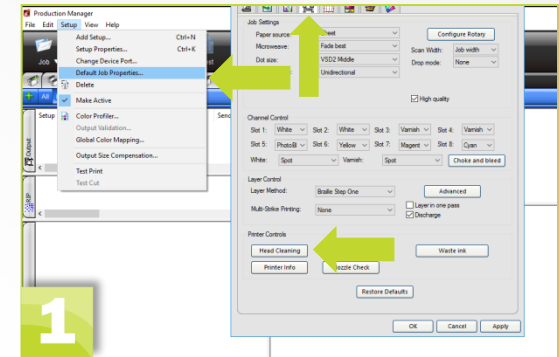 Production Manager
File Edit Setup View Help
Add Setup... Ctrl+N
Setup Properties... Ctrl+K
Change Device Port...
Default Job Properties...
Delete
Make Active
Color Profiler...
Output Validation...
Global Color Mapping...
Output Size Compensation...
Test Print
Test Cut
Job
All
Setup
Send
Output
RIP
1
Job Settings
Paper source:
Configure Rotary
Microweave: Fade best
Scan Width: Job width
Dot size: VSD2 Middle
Drop mode: None
Unidirectional
High quality
Channel Control
Slot 1: White Slot 2: White Slot 3: Varnish Slot 4: Varnish
Slot 5: PhotoBl Slot 6: Yellow Slot 7: Magent Slot 8: Cyan
White: Spot Varnish: Spot Choke and bleed
Layer Control
Layer Method: Braille Step One Advanced
Multi-Strike Printing: None
Layer in one pass
Discharge
Printer Controls
Head Cleaning Waste ink
Printer Info
Restore Defaults
OK Cancel Apply